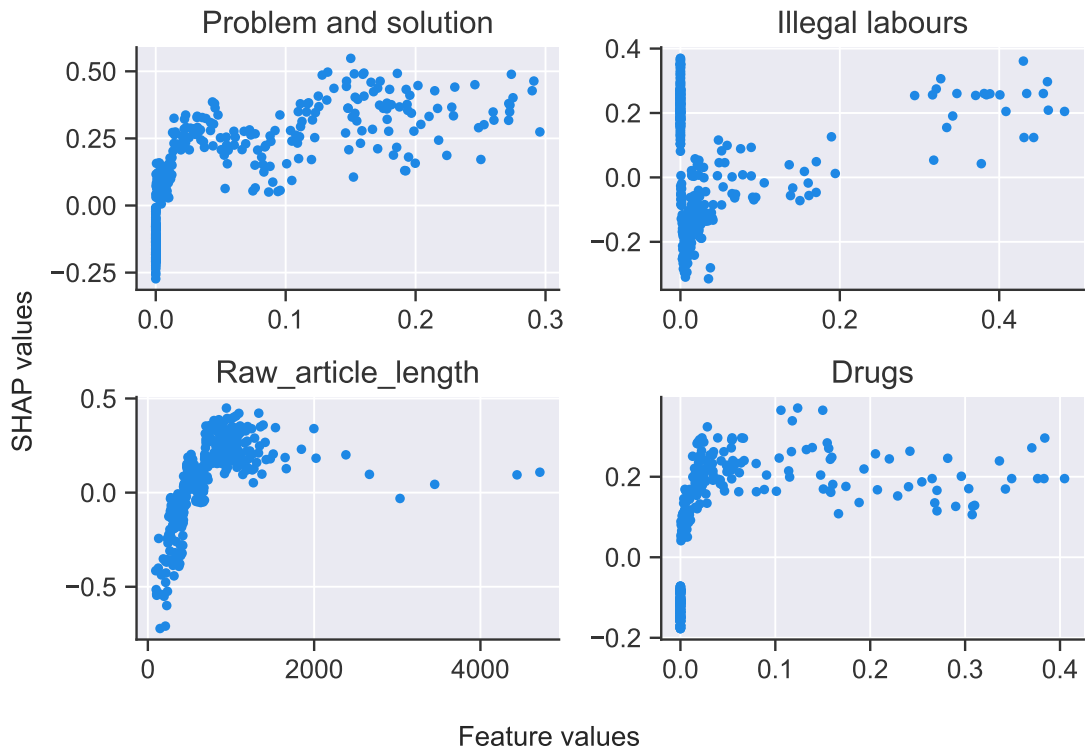 Problem and solution
0.50
0.25
0.00
−0.25
0.0 0.1 0.2 0.3
Illegal labours
0.4
0.2
0.0
−0.2
0.0 0.2 0.4
SHAP values
Raw_article_length
0.5
0.0
−0.5
0 2000 4000
Drugs
0.2
0.0
−0.2
0.0 0.1 0.2 0.3 0.4
Feature values